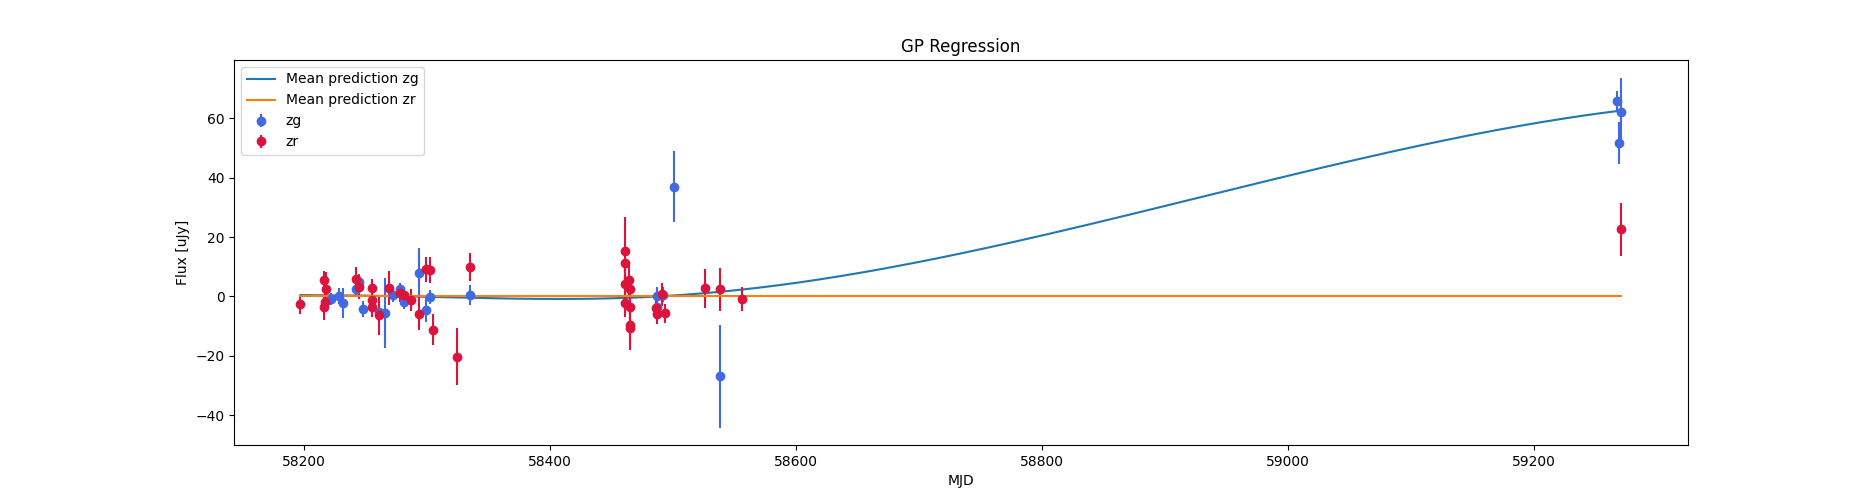 GP Regression
Mean prediction zg
Mean prediction zr
zg
zr
Flux [uJy]
60
40
20
0
−20
−40
58200
58400
58600
58800
59000
59200
MJD